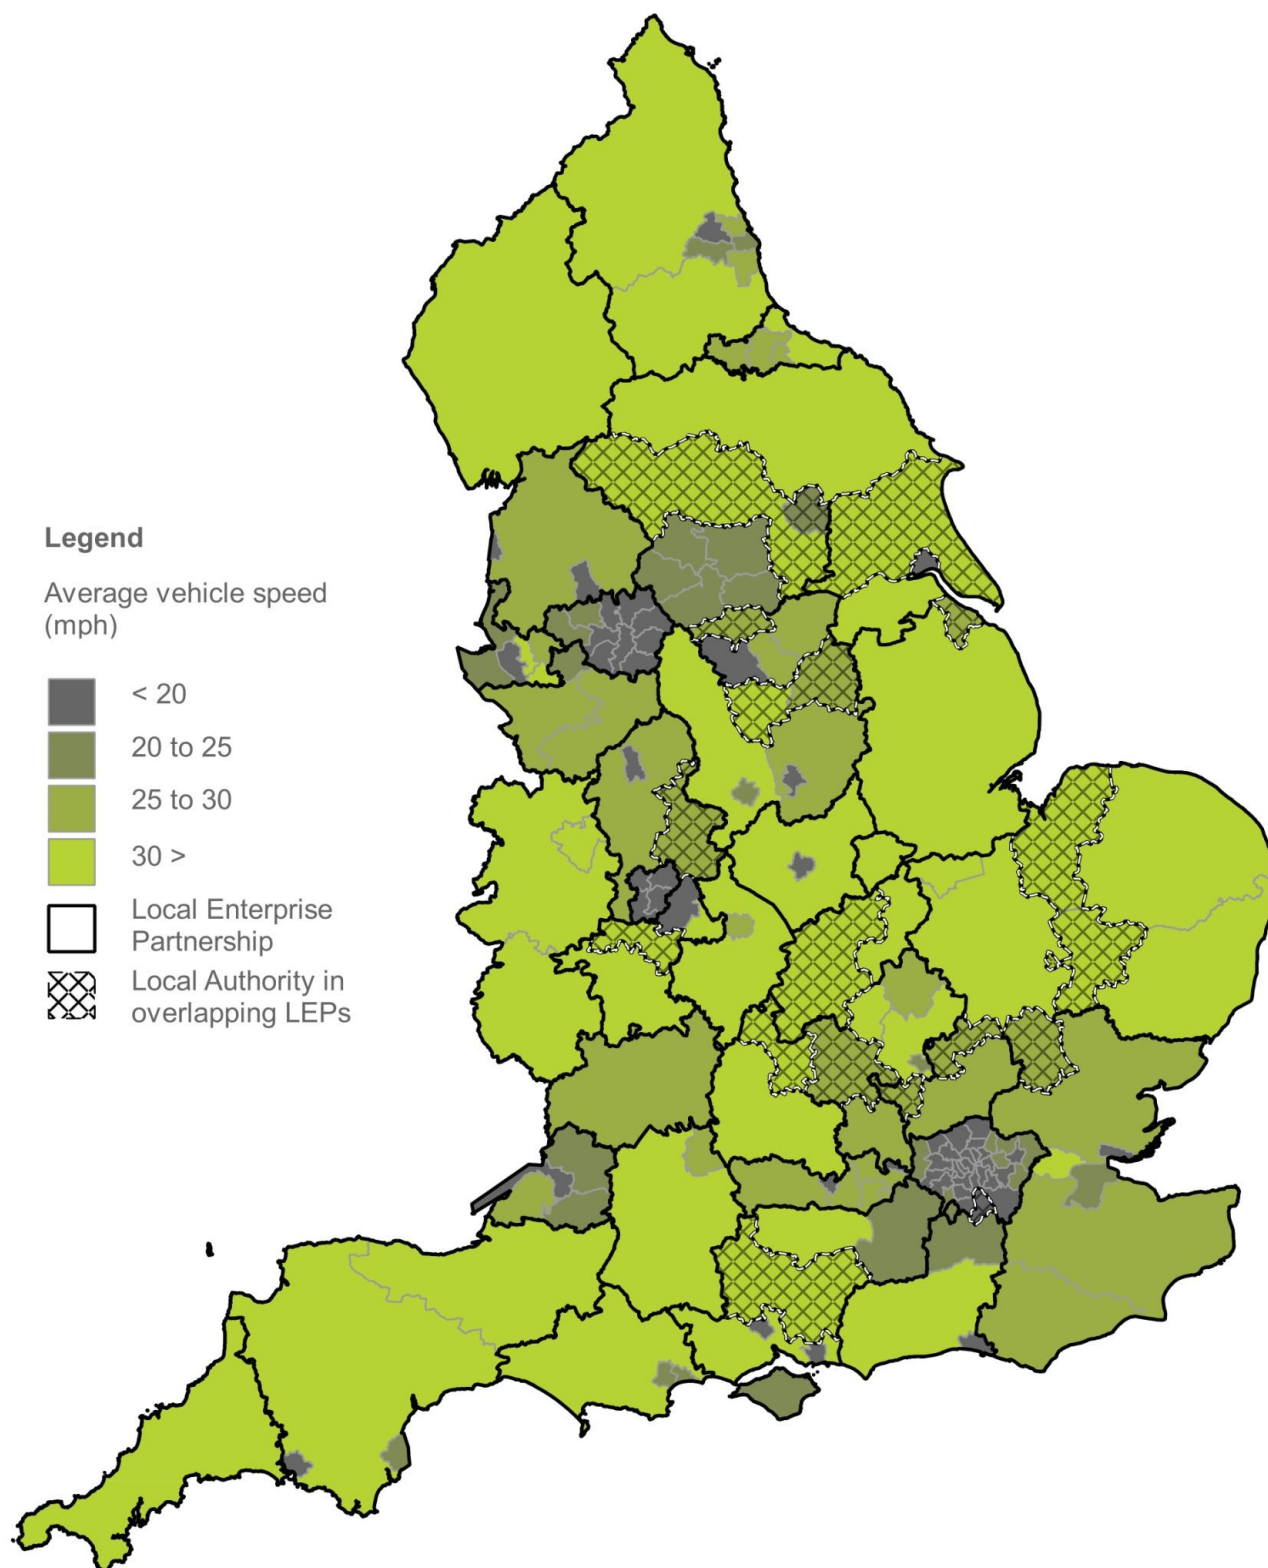 Legend
Average vehicle speed
(mph)
< 20
20 to 25
25 to 30
30 >
Local Enterprise
Partnership
Local Authority in
overlapping LEPs